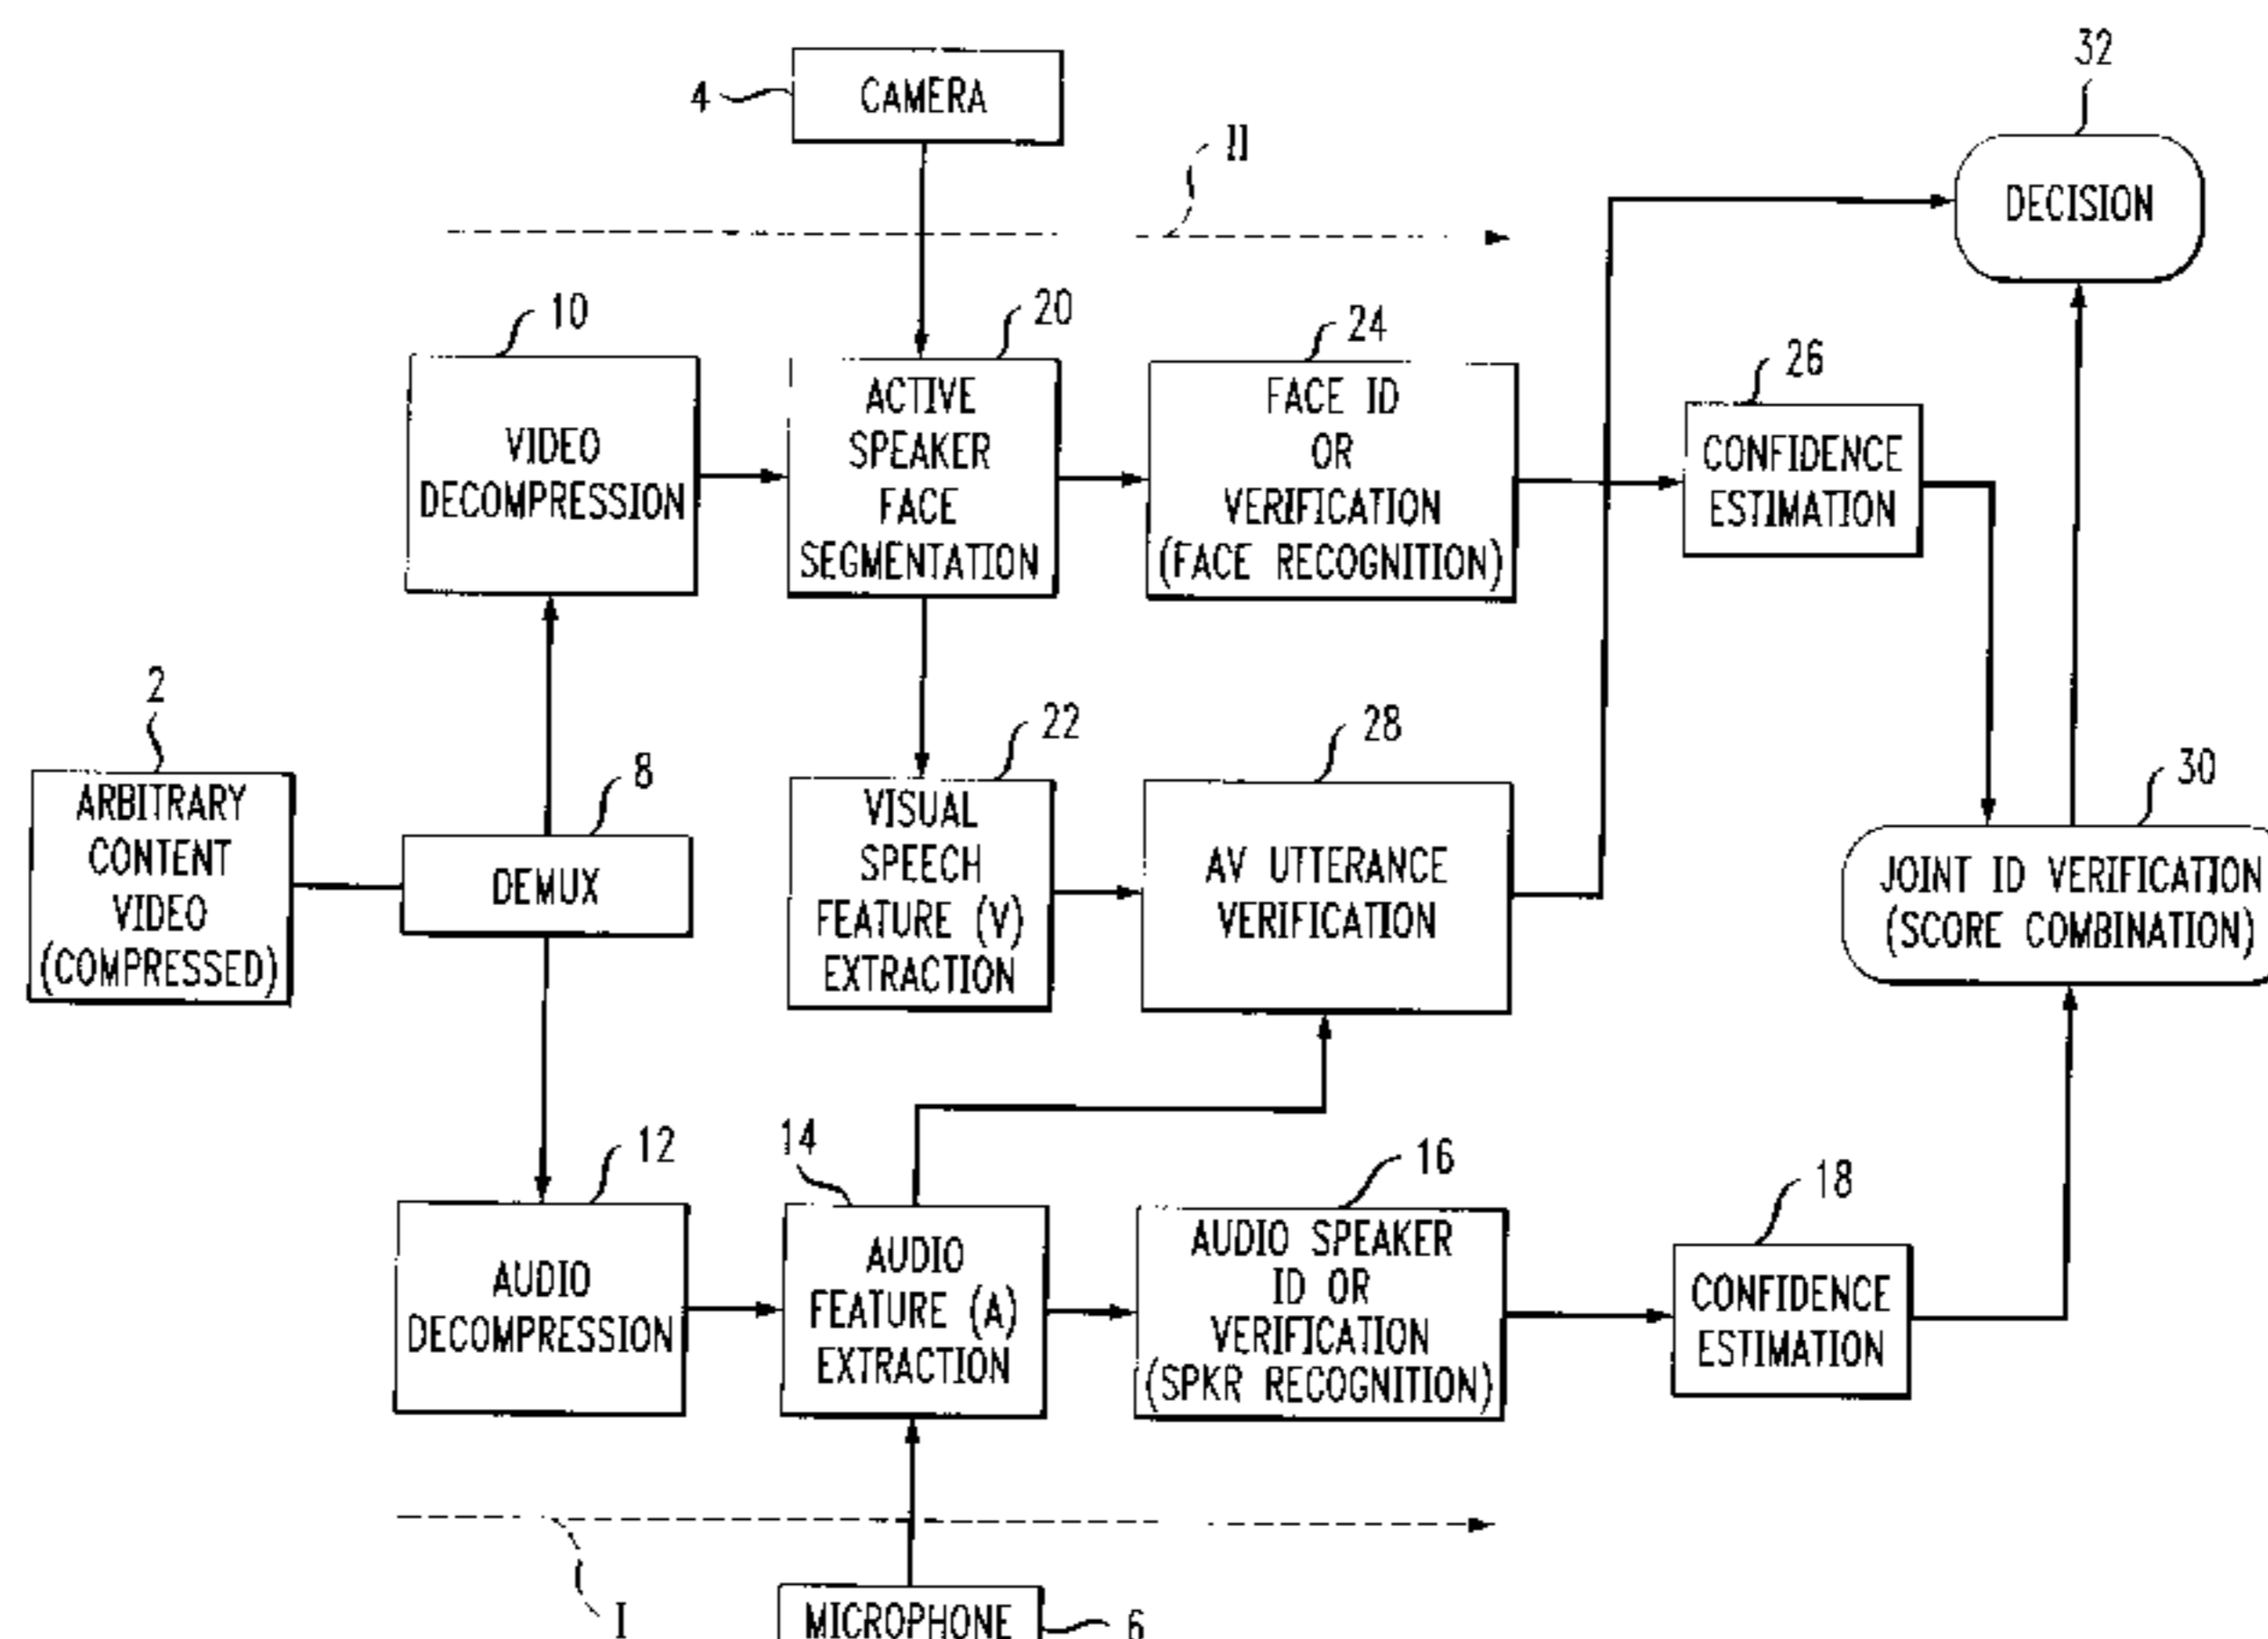 32
4
CAMERA
II
DECISION
10
20
24
26
VIDEO
DECOMPRESSION
ACTIVE
SPEAKER
FACE
SEGMENTATION
FACE ID
OR
VERIFICATION
(FACE RECOGNITION)
CONFIDENCE
ESTIMATION
2
8
22
28
30
ARBITRARY
CONTENT
VIDEO
(COMPRESSED)
DEMUX
VISUAL
SPEECH
FEATURE (V)
EXTRACTION
AV UTTERANCE
VERIFICATION
JOINT ID VERIFICATION
(SCORE COMBINATION)
12
14
16
18
AUDIO
DECOMPRESSION
AUDIO
FEATURE (A)
EXTRACTION
AUDIO SPEAKER
ID OR
VERIFICATION
(SPKR RECOGNITION)
CONFIDENCE
ESTIMATION
I
MICROPHONE
6